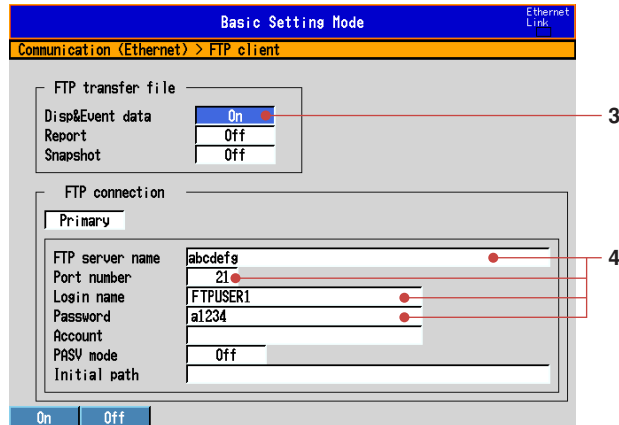 Basic Setting Mode
Ethernet
Link
Communication (Ethernet) > FTP client
FTP transfer file
Disp&Event data On
3
Report Off
Snapshot Off
FTP connection
Primary
FTP server name abcdefg
4
Port number 21
Login name FTPUSER1
Password a1234
Account
PASV mode Off
Initial path
On Off